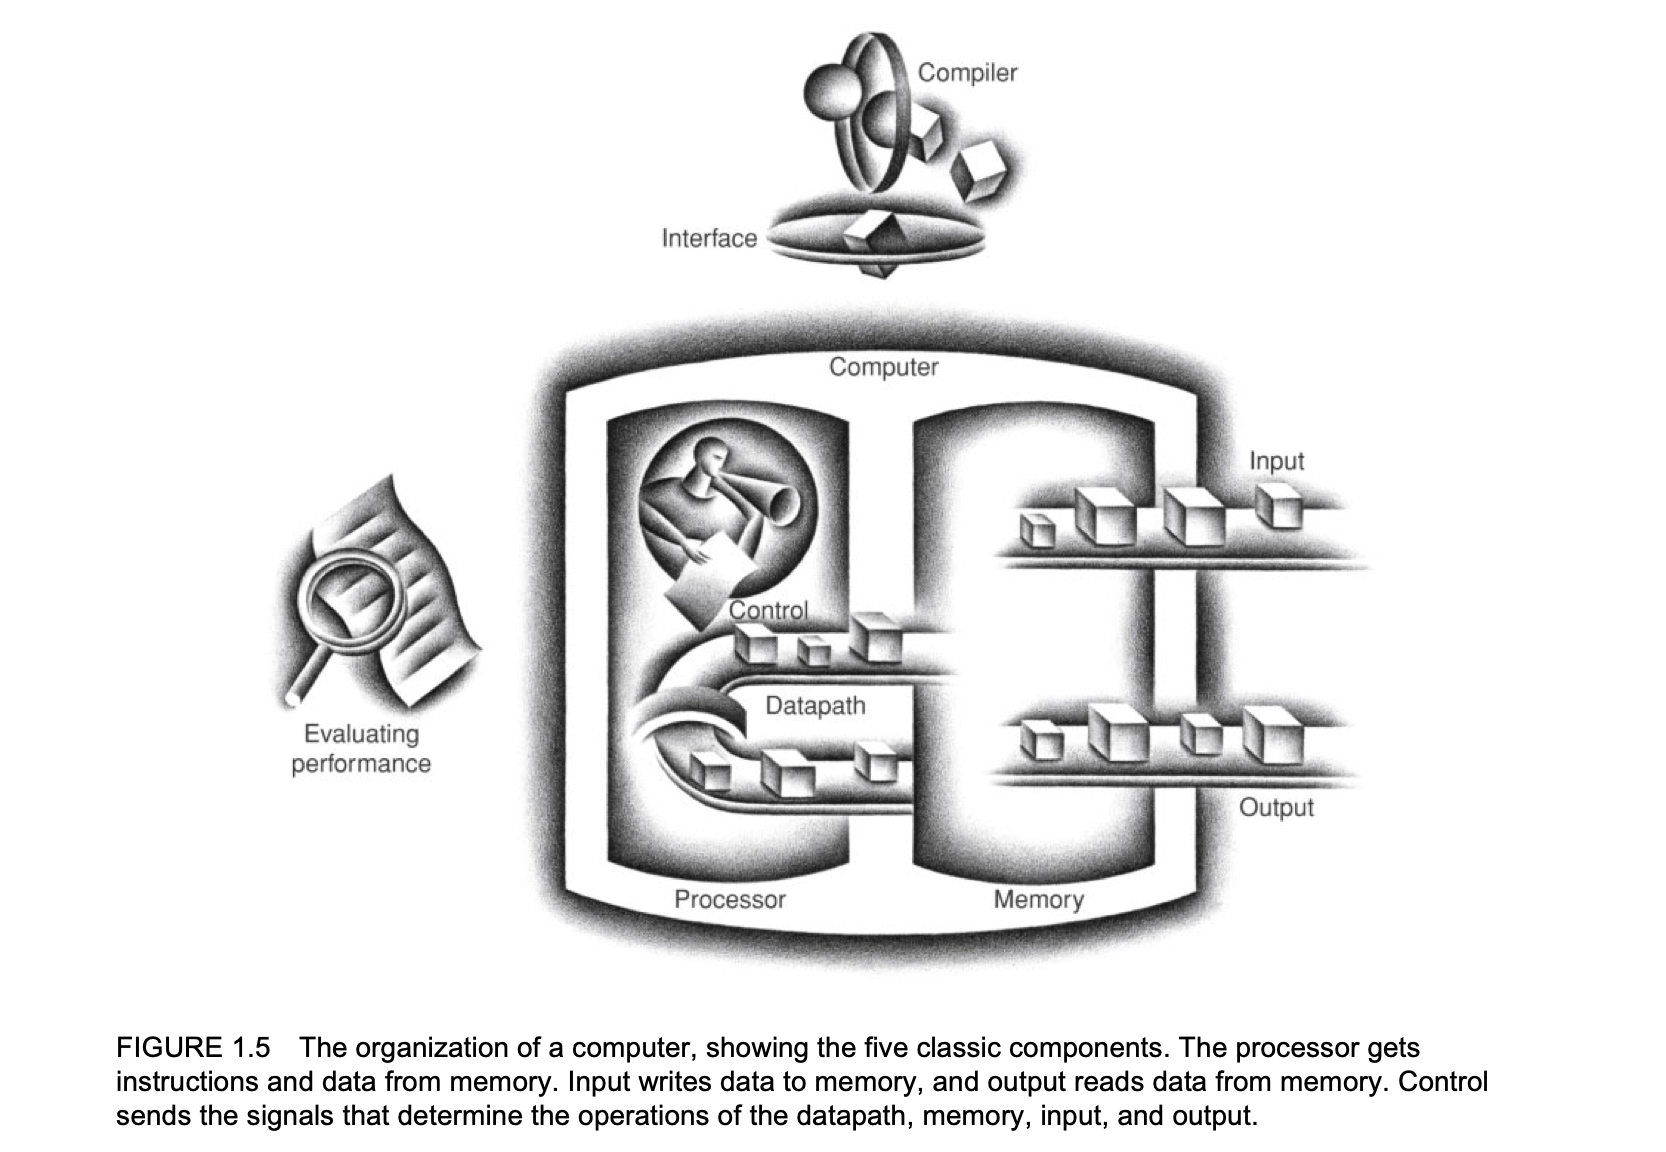 Compiler
Interface
Computer
Input
Control
Datapath
Evaluating
performance
Output
Processor
Memory
FIGURE 1.5 The organization of a computer, showing the five classic components. The processor gets
instructions and data from memory. Input writes data to memory, and output reads data from memory. Control
sends the signals that determine the operations of the datapath, memory, input, and output.